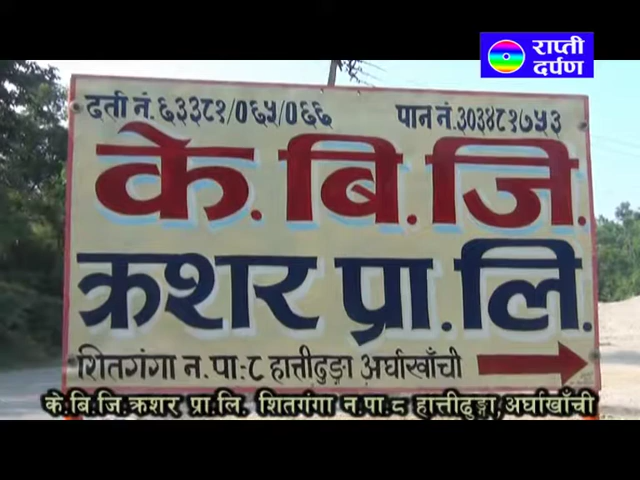 राप्ती
दर्पण
दर्ता नं.६३३८१/०६५/०६६ पान नं.३०३४८१७५३
के.बि.जि.
क्रशर प्रा.लि.
शितगंगा न.पा:८ हात्तीढुङा अर्घाखाँची
के.बि.जि.क्रशर प्रा.लि. शितगंगा न.पा.८ हात्तीढुङ्गा,अर्घाखाँची